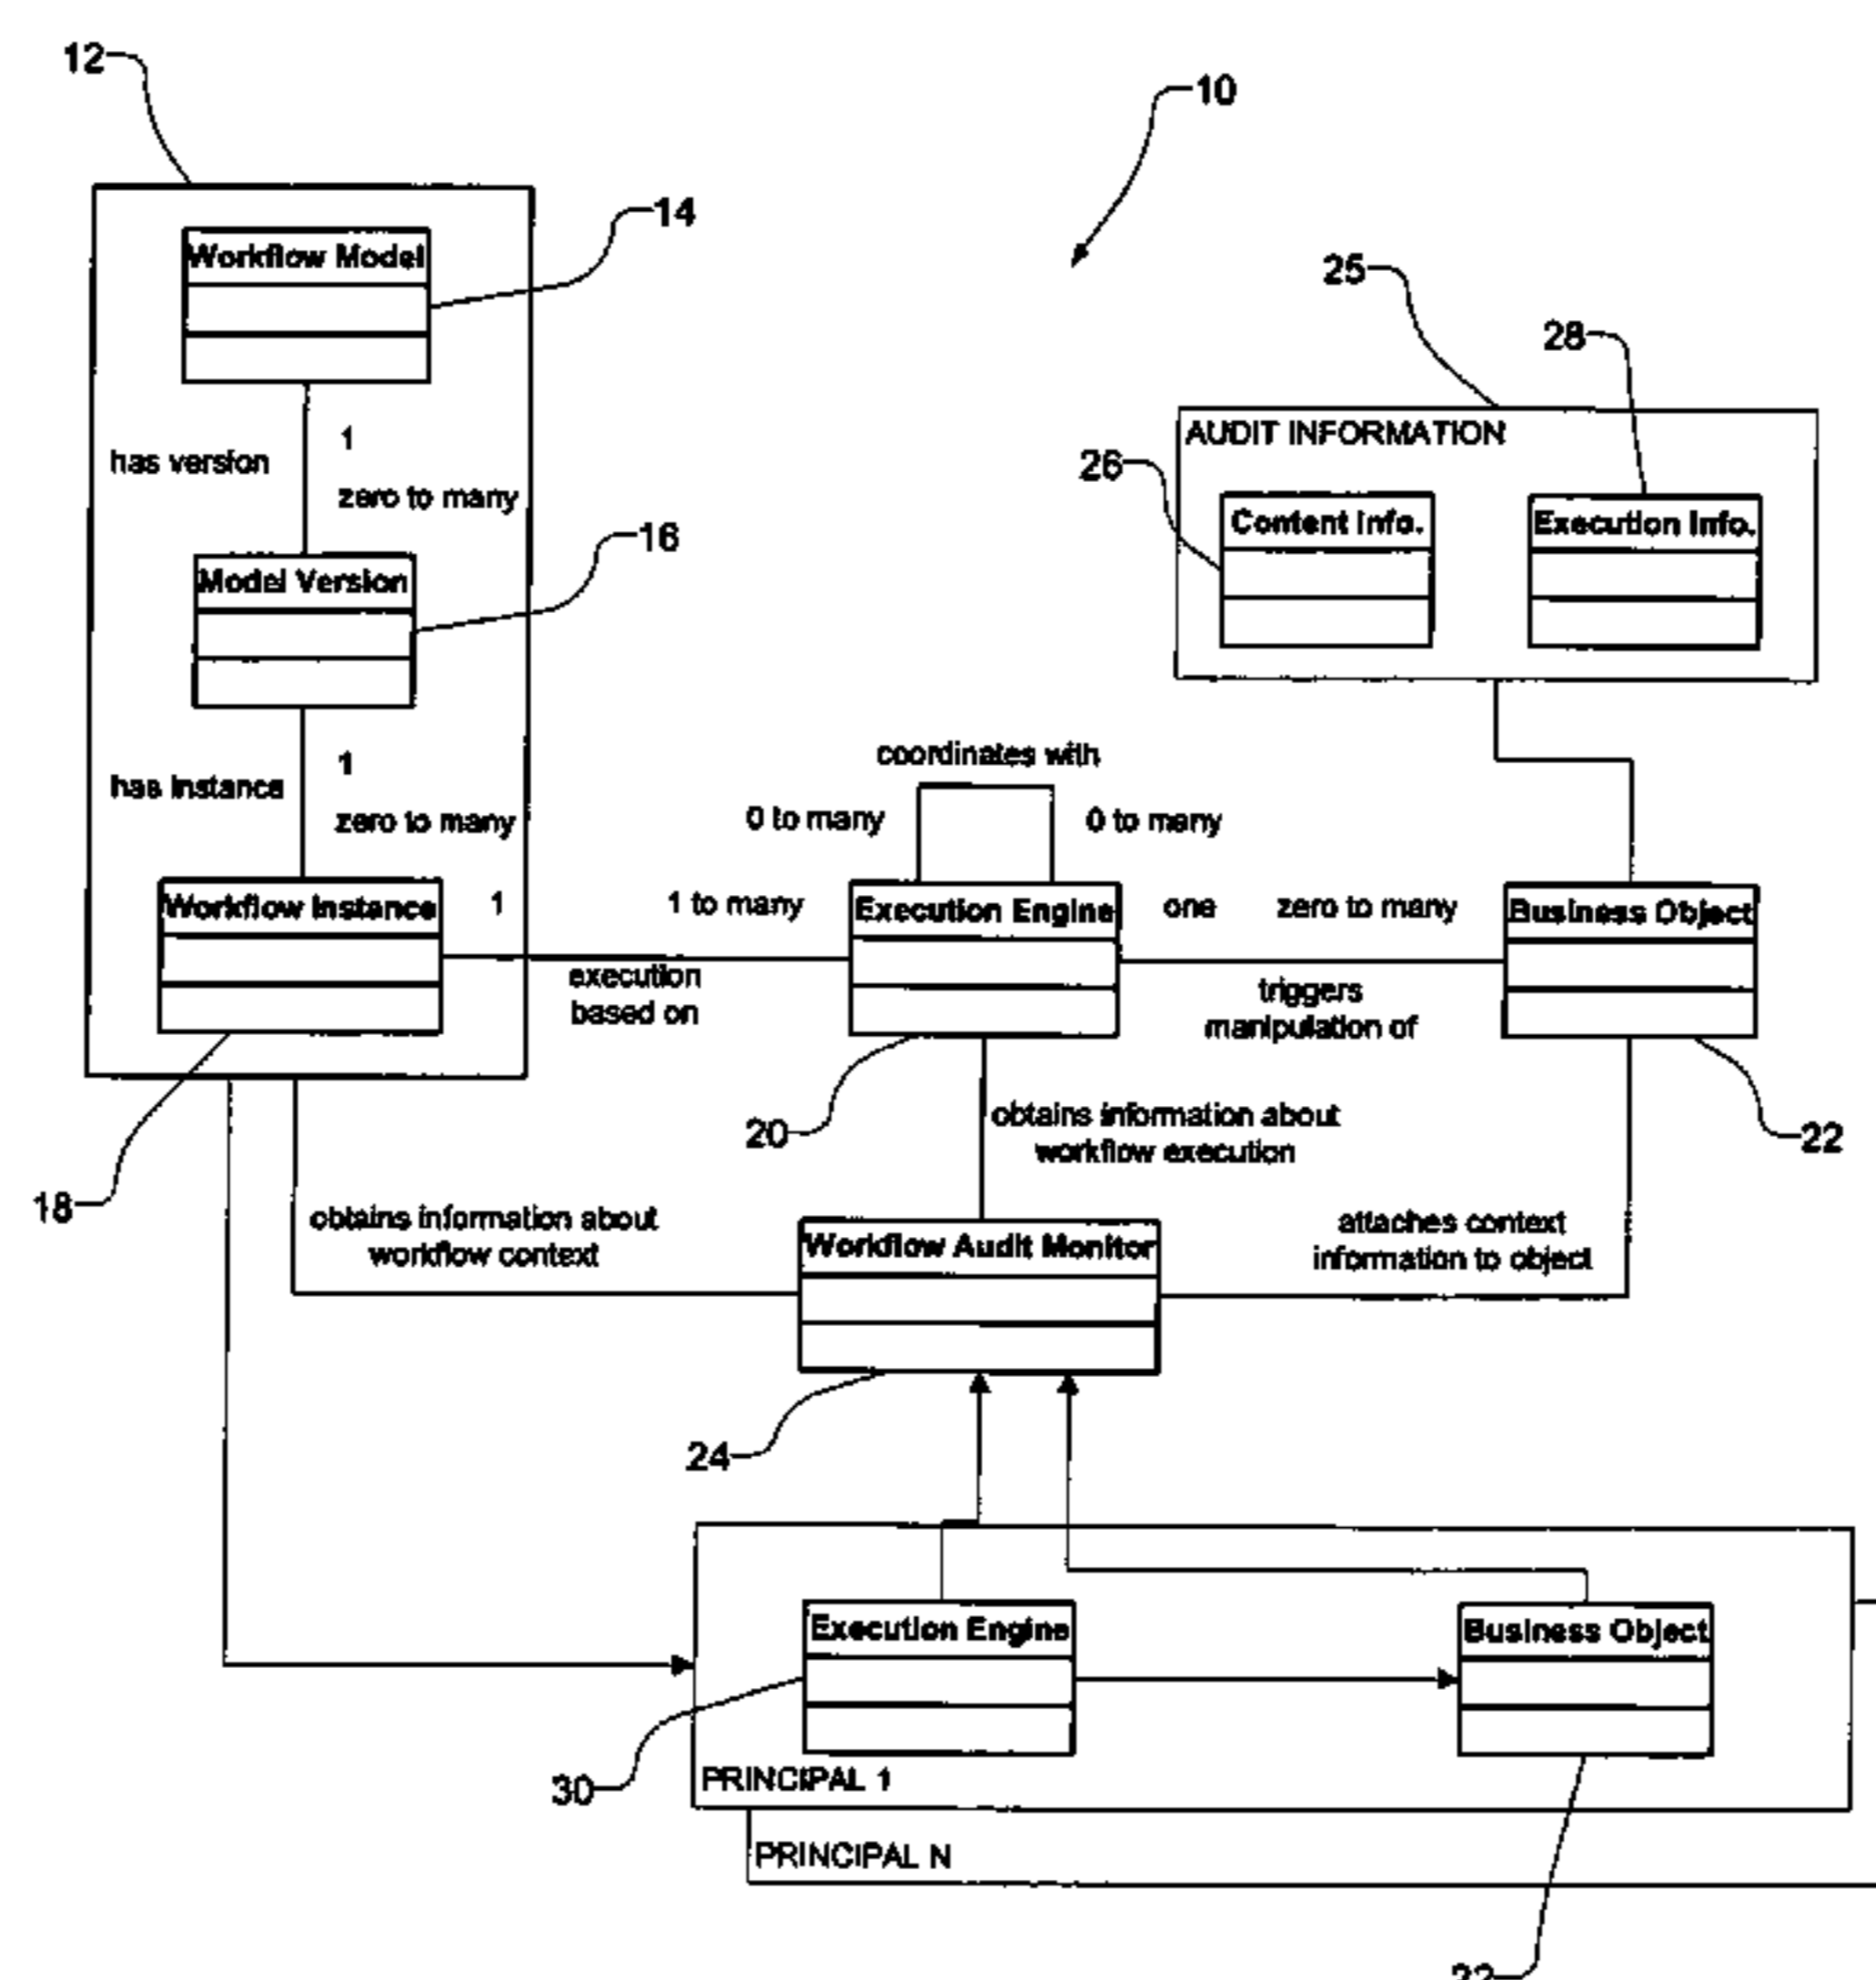 12
10
14
Workflow Model
25
28
AUDIT INFORMATION
1
has version
26
zero to many
Content Info.
Execution Info.
16
Model Version
1
coordinates with
has instance
zero to many
0 to many
0 to many
Workflow Instance
1
1 to many
Execution Engine
one
zero to many
Business Object
execution
based on
triggers
manipulation of
obtains information about
workflow execution
20
22
18
obtains information about
workflow context
attaches context
information to object
Workflow Audit Monitor
24
Execution Engine
Business Object
30
PRINCIPAL 1
PRINCIPAL N